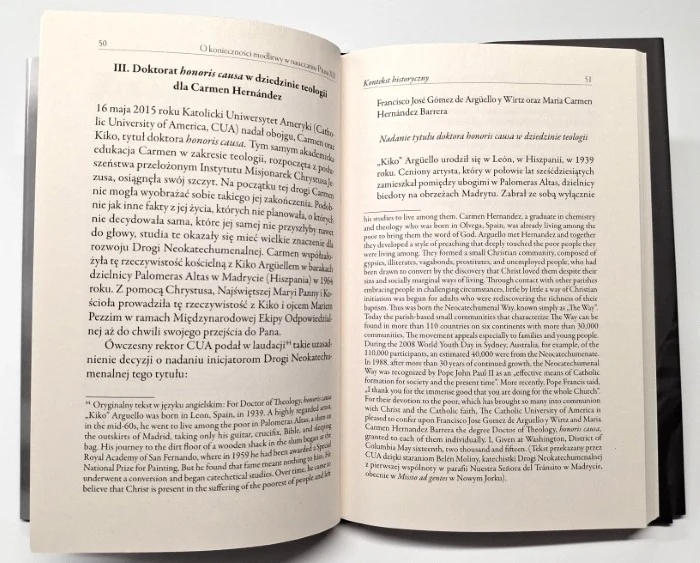 50
O konieczności modlitwy w nauczaniu Piusa XII
III. Doktorat honoris causa w dziedzinie teologii
dla Carmen Hernández
16 maja 2015 roku Katolicki Uniwersytet Ameryki (Catho-
lic University of America, CUA) nadał obojgu, Carmen oraz
Kiko, tytuł doktora honoris causa. Tym samym akademicka
edukacja Carmen w zakresie teologii, rozpoczęta z posłu-
szeństwa przełożonym Instytutu Misjonarek Chrystusa Je-
zusa, osiągnęła swój szczyt. Na początku tej drogi Carmen
nie mogła wyobrazić sobie takiego jej zakończenia. Podob-
nie jak inne fakty z jej życia, których nie planowała, o których
nie decydowała sama, które jej samej nie przyszłyby nawet
do głowy, studia te okazały się mieć wielkie znaczenie dla
rozwoju Drogi Neokatechumenalnej. Carmen współzało-
żyła tę rzeczywistość kościelną z Kiko Argüellem w barakach
dzielnicy Palomeras Altas w Madrycie (Hiszpania) w 1964
roku. Z pomocą Chrystusa, Najświętszej Maryi Panny i Ko-
ścioła prowadziła tę rzeczywistość z Kiko i ojcem Mariem
Pezzim w ramach Międzynarodowej Ekipy Odpowiedzial-
nej aż do chwili swojego przejścia do Pana.
Ówczesny rektor CUA podał w laudacji⁴⁴ takie uzasad-
nienie decyzji o nadaniu inicjatorom Drogi Neokatechu-
menalnej tego tytułu:
⁴⁴ Oryginalny tekst w języku angielskim: For Doctor of Theology, honoris causa
„Kiko” Arguello was born in Leon, Spain, in 1939. A highly regarded artist,
in the mid-60s, he went to live among the poor in Palomeras Altas, a slum on
the outskirts of Madrid, taking only his guitar, crucifix, Bible, and sleeping
bag. His journey to the dirt floor of a wooden shack in the slum began at the
Royal Academy of San Fernando, where in 1959 he had been awarded a Special
National Prize for Painting. But he found that fame meant nothing to him. He
underwent a conversion and began catechetical studies. Over time, he came to
believe that Christ is present in the suffering of the poorest of people and left
Kontekst historyczny
51
Francisco José Gómez de Argüello y Wirtz oraz Maria Carmen
Hernández Barrera
Nadanie tytułu doktora honoris causa w dziedzinie teologii
„Kiko” Argüello urodził się w León, w Hiszpanii, w 1939
roku. Ceniony artysta, który w połowie lat sześćdziesiątych
zamieszkał pomiędzy ubogimi w Palomeras Altas, dzielnicy
biedoty na obrzeżach Madrytu. Zabrał ze sobą wyłącznie
his studies to live among them. Carmen Hernandez, a graduate in chemistry
and theology who was born in Olvega, Spain, was already living among the
poor to bring them the word of God. Arguello met Hernandez and together
they developed a style of preaching that deeply touched the poor people they
were living among. They formed a small Christian community, composed of
gypsies, illiterates, vagabonds, prostitutes, and unemployed people, who had
been drawn to convert by the discovery that Christ loved them despite their
sins and socially marginal ways of living. Through contact with other parishes
embracing people in challenging circumstances, little by little a way of Christian
initiation was begun for adults who were rediscovering the richness of their
baptism. Thus was born the Neocatechumenal Way, known simply as „The Way”.
Today the parish-based small communities that characterize The Way can be
found in more than 110 countries on six continents with more than 30,000
communities. The movement appeals especially to families and young people.
During the 2008 World Youth Day in Sydney, Australia, for example, of the
110,000 participants, an estimated 40,000 were from the Neocatechumenate.
In 1988, after more than 30 years of continued growth, the Neocatechumenal
Way was recognized by Pope John Paul II as an „effective means of Catholic
formation for society and the present time”. More recently, Pope Francis said,
„I thank you for the immense good that you are doing for the whole Church”.
For their devotion to the poor, which has brought so many into communion
with Christ and the Catholic faith, The Catholic University of America is
pleased to confer upon Francisco Jose Gomez de Arguello y Wirtz and Maria
Carmen Hernandez Barrera the degree Doctor of Theology, honoris causa,
granted to each of them individually. I. Given at Washington, District of
Columbia May sixteenth, two thousand and fifteen. (Tekst przekazany przez
CUA dzięki staraniom Belén Moliny, katechistki Drogi Neokatechumenalnej
z pierwszej wspólnoty w parafii Nuestra Señora del Tránsito w Madrycie,
obecnie w Missio ad gentes w Nowym Jorku).